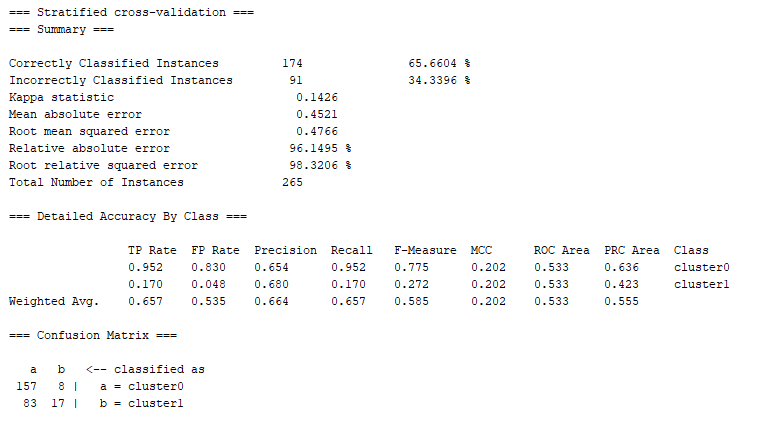 === Stratified cross-validation ===
=== Summary ===
Correctly Classified Instances 174 65.6604 %
Incorrectly Classified Instances 91 34.3396 %
Kappa statistic 0.1426
Mean absolute error 0.4521
Root mean squared error 0.4766
Relative absolute error 96.1495 %
Root relative squared error 98.3206 %
Total Number of Instances 265
=== Detailed Accuracy By Class ===
TP Rate FP Rate Precision Recall F-Measure MCC ROC Area PRC Area Class
0.952 0.830 0.654 0.952 0.775 0.202 0.533 0.636 cluster0
0.170 0.048 0.680 0.170 0.272 0.202 0.533 0.423 cluster1
Weighted Avg. 0.657 0.535 0.664 0.657 0.585 0.202 0.533 0.555
=== Confusion Matrix ===
a b <-- classified as
157 8 | a = cluster0
83 17 | b = cluster1